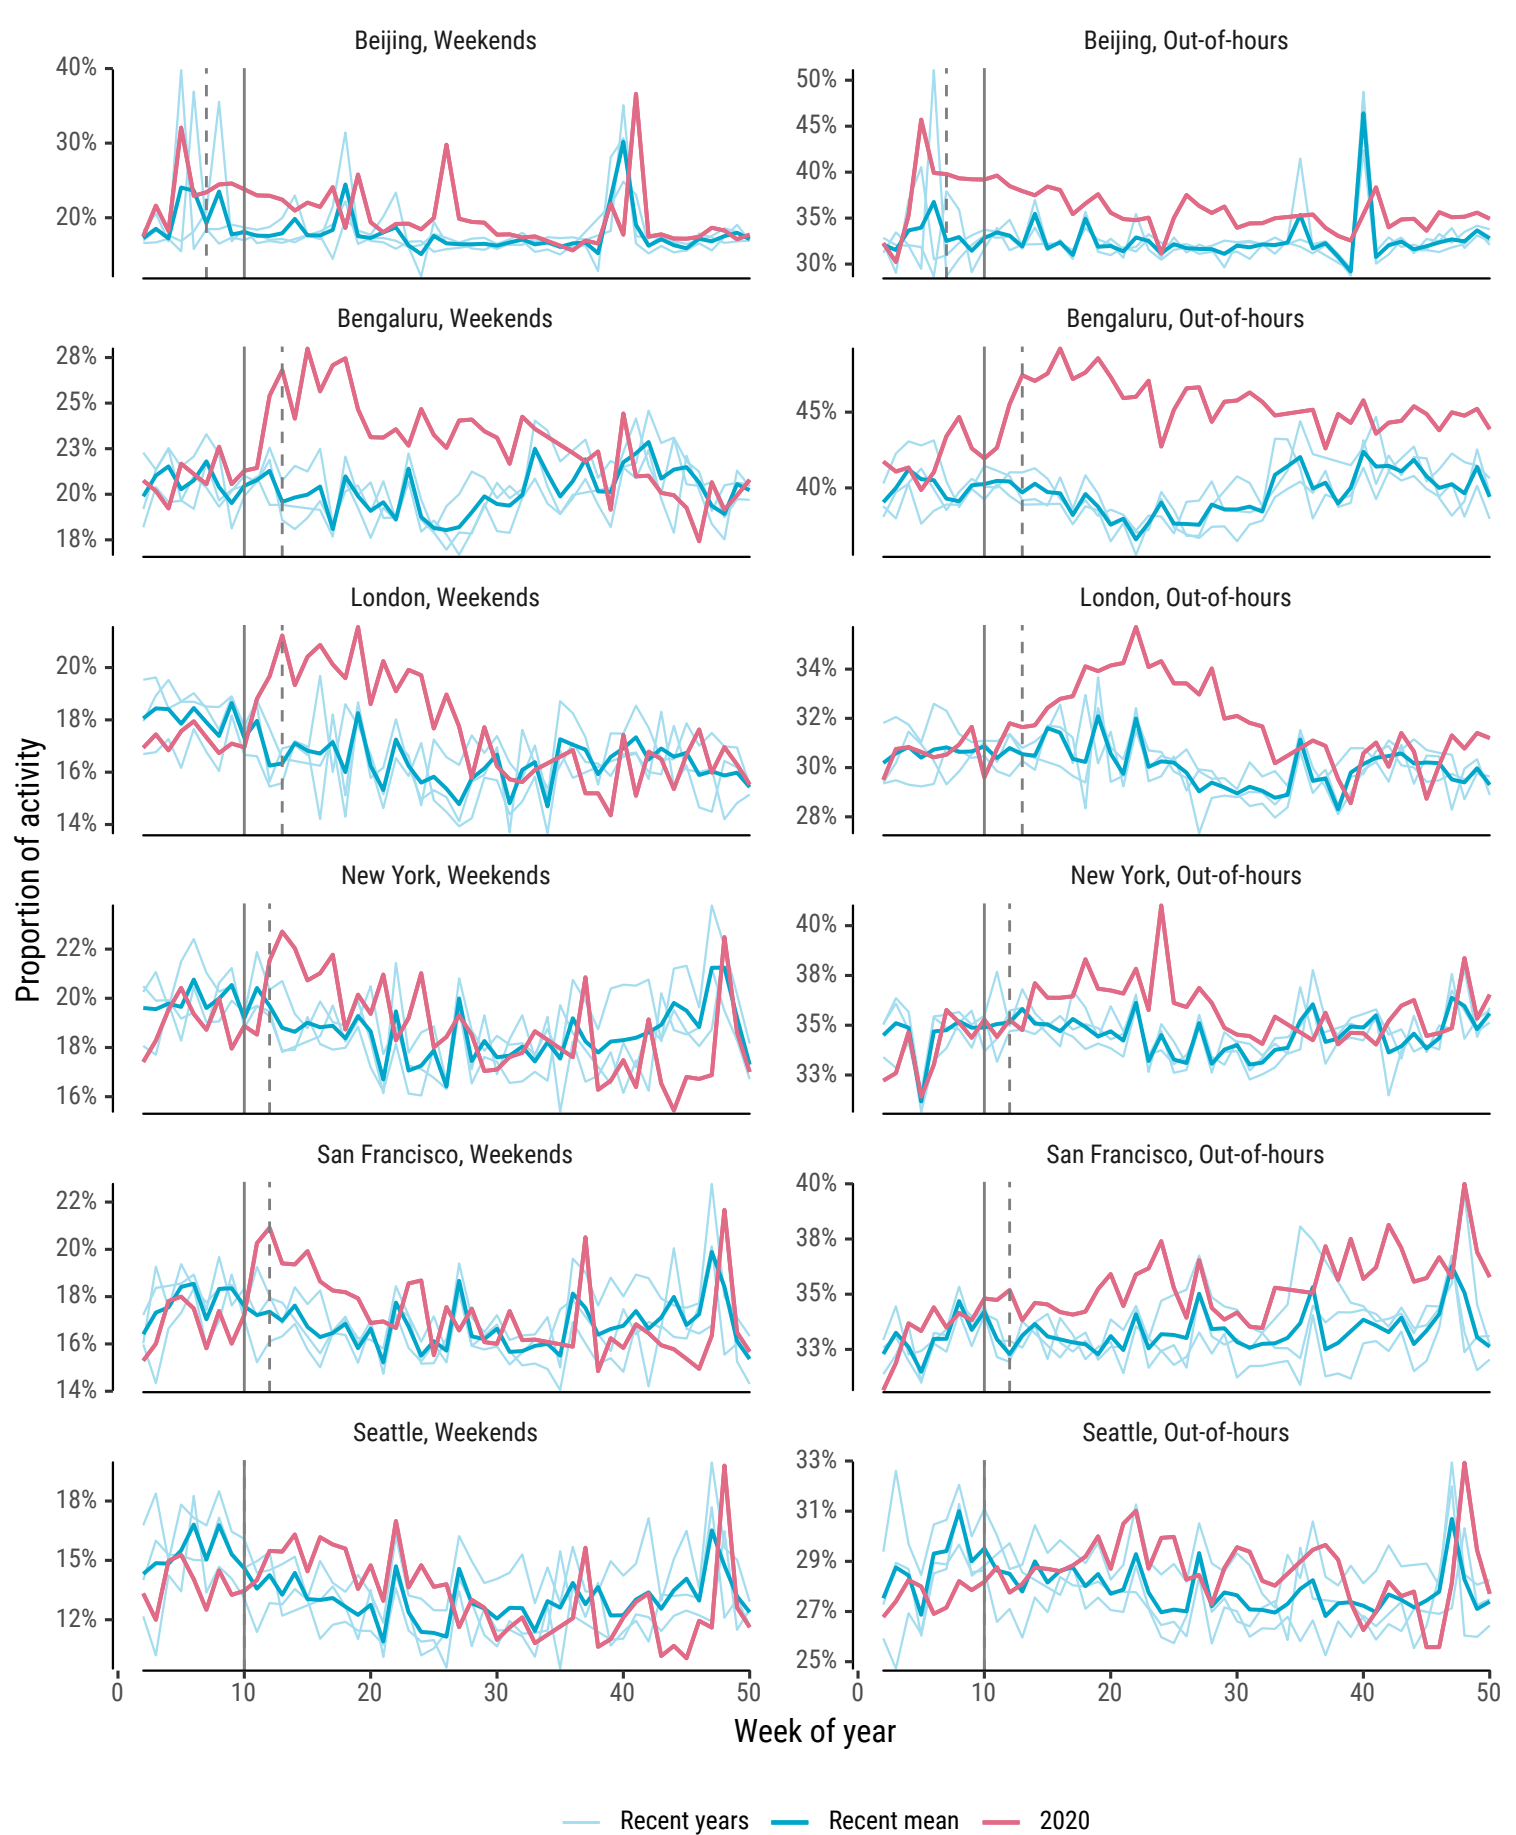 Beijing, Weekends
Beijing, Out-of-hours
40%
30%
20%
50%
45%
40%
35%
30%
Bengaluru, Weekends
Bengaluru, Out-of-hours
28%
25%
23%
20%
18%
45%
40%
London, Weekends
London, Out-of-hours
20%
18%
16%
14%
34%
32%
30%
28%
Proportion of activity
New York, Weekends
New York, Out-of-hours
22%
20%
18%
16%
40%
38%
35%
33%
San Francisco, Weekends
San Francisco, Out-of-hours
22%
20%
18%
16%
14%
40%
38%
35%
33%
Seattle, Weekends
Seattle, Out-of-hours
18%
15%
12%
33%
31%
29%
27%
25%
0 10 20 30 40 50
0 10 20 30 40 50
Week of year
Recent years Recent mean 2020